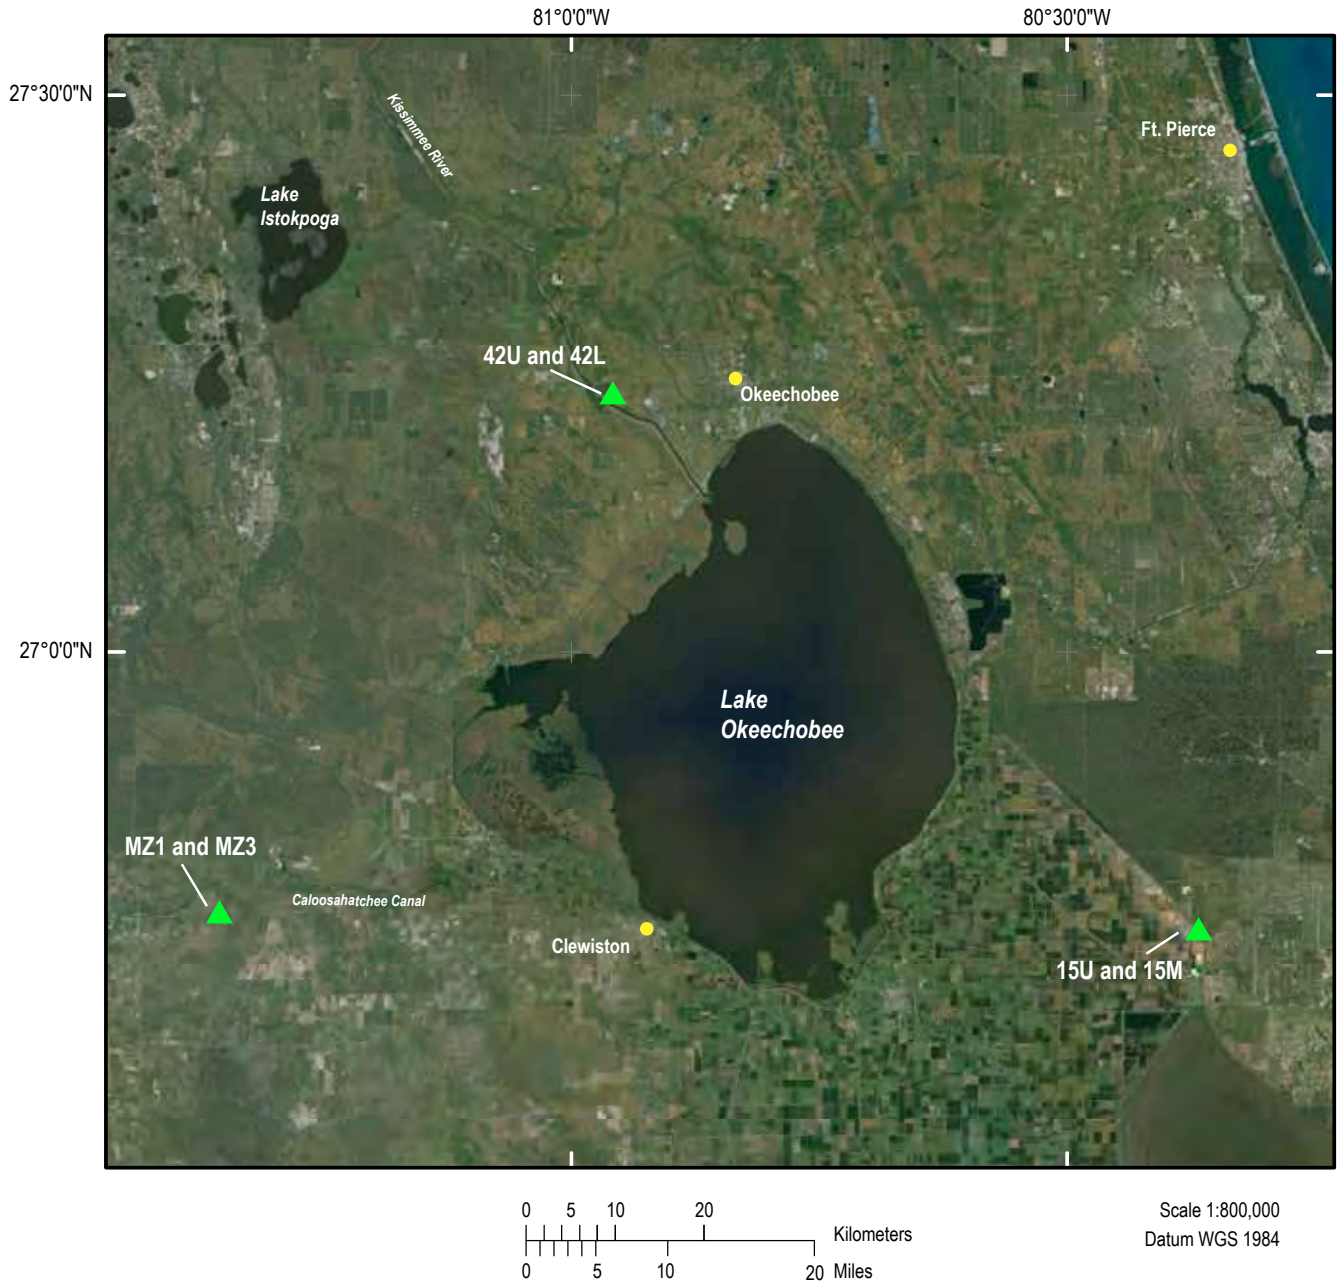 81°0'0"W
80°30'0"W
27°30'0"N
Kissimmee River
Ft. Pierce
Lake
Istokpoga
42U and 42L
Okeechobee
27°0'0"N
Lake
Okeechobee
MZ1 and MZ3
Caloosahatchee Canal
Clewiston
15U and 15M
0 5 10 20
Kilometers
0 5 10 20 Miles
Scale 1:800,000
Datum WGS 1984